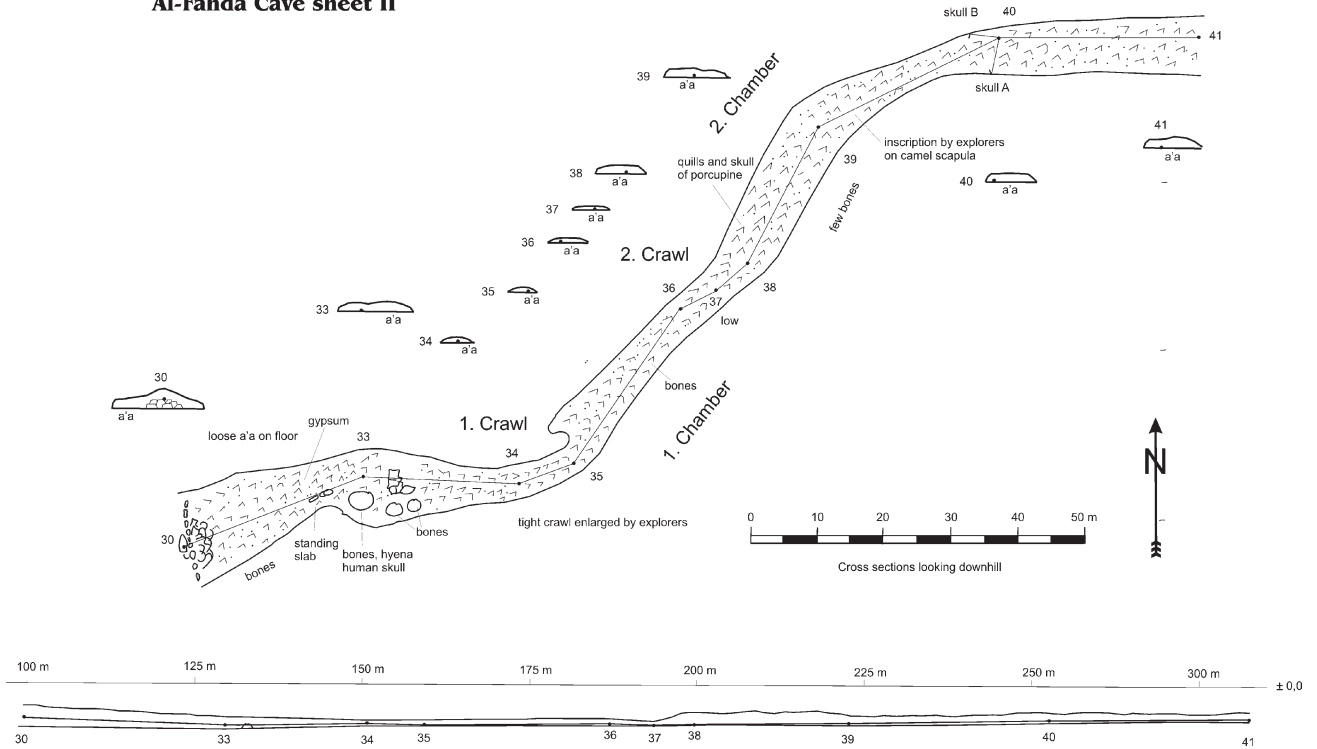 Al-Fahda Cave sheet II
skull B
40
41
skull A
39
a'a
2. Chamber
inscription by explorers
on camel scapula
39
41
a'a
quills and skull
of porcupine
38
a'a
40
a'a
37
a'a
few bones
36
a'a
2. Crawl
36
37
38
low
35
a'a
33
a'a
34
a'a
bones
1. Chamber
30
a'a
gypsum
1. Crawl
loose a'a on floor
33
34
35
N
tight crawl enlarged by explorers
bones
30
standing
slab
bones, hyena
human skull
bones
0 10 20 30 40 50 m
Cross sections looking downhill
100 m 125 m 150 m 175 m 200 m 225 m 250 m 300 m
± 0,0
30 33 34 35 36 37 38 39 40 41